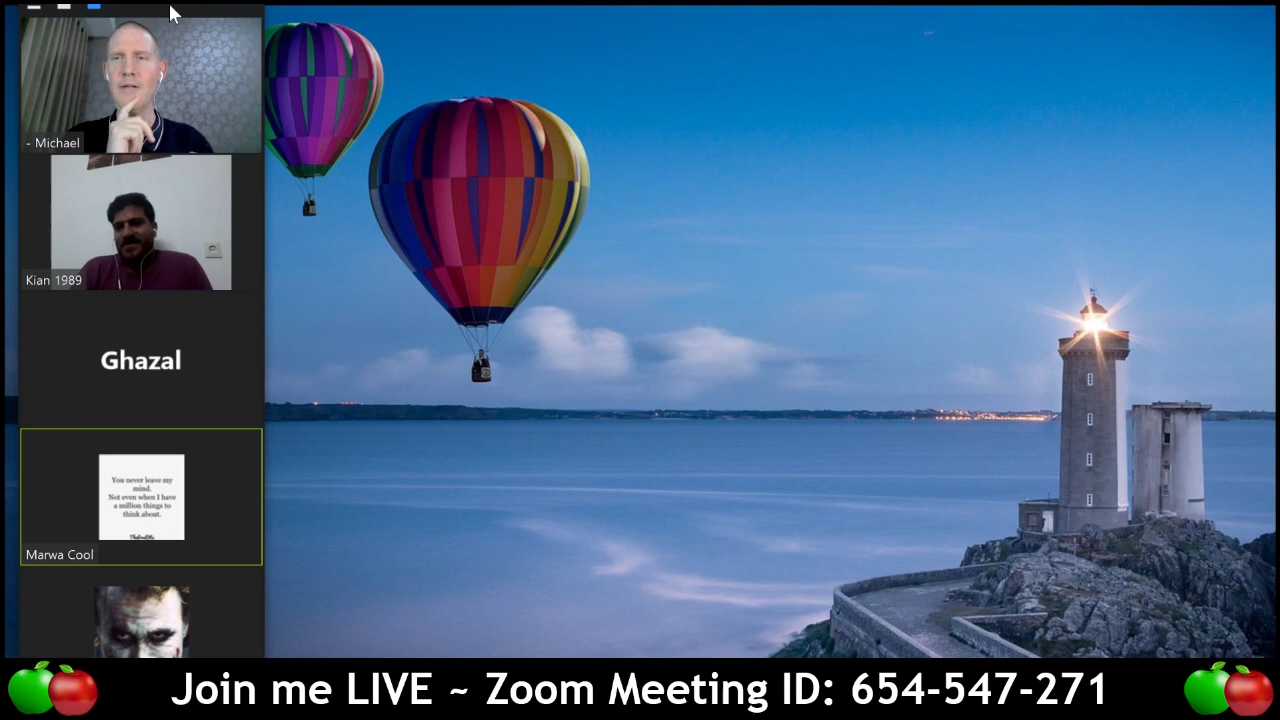 - Michael
Kian 1989
Ghazal
You never leave my
mind.
Not even when I have
a million things to
think about.
Marwa Cool
Join me LIVE ~ Zoom Meeting ID: 654-547-271